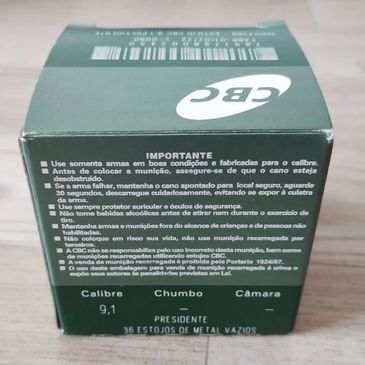 CBC
IMPORTANTE
Use somente armas em boas condições e fabricadas para o calibre.
Antes de colocar a munição, assegure-se de que o cano esteja
desobstruído.
Se a arma falhar, mantenha o cano apontado para local seguro, aguarde
30 segundos, descarregue cuidadosamente, evitando se expor à culatra
da arma.
Use sempre protetor auricular e óculos de segurança.
Não tome bebidas alcoólicas antes de atirar nem durante o exercício de
tiro.
Mantenha armas e munições fora do alcance de crianças e de pessoas não
habilitadas.
Não coloque em risco sua vida, não use munição recarregada por
terceiros.
A CBC não se responsabiliza pelo uso incorreto desta munição, bem como
de munições recarregadas utilizando estojos CBC.
A venda de munição recarregada é proibida pela Portaria 1024/97.
O uso desta embalagem para venda de munição recarregada é crime e
expõe seus autores às penalidades previstas em Lei.
Calibre Chumbo Câmara
9,1 — —
PRESIDENTE
36 ESTOJOS DE METAL VAZIOS